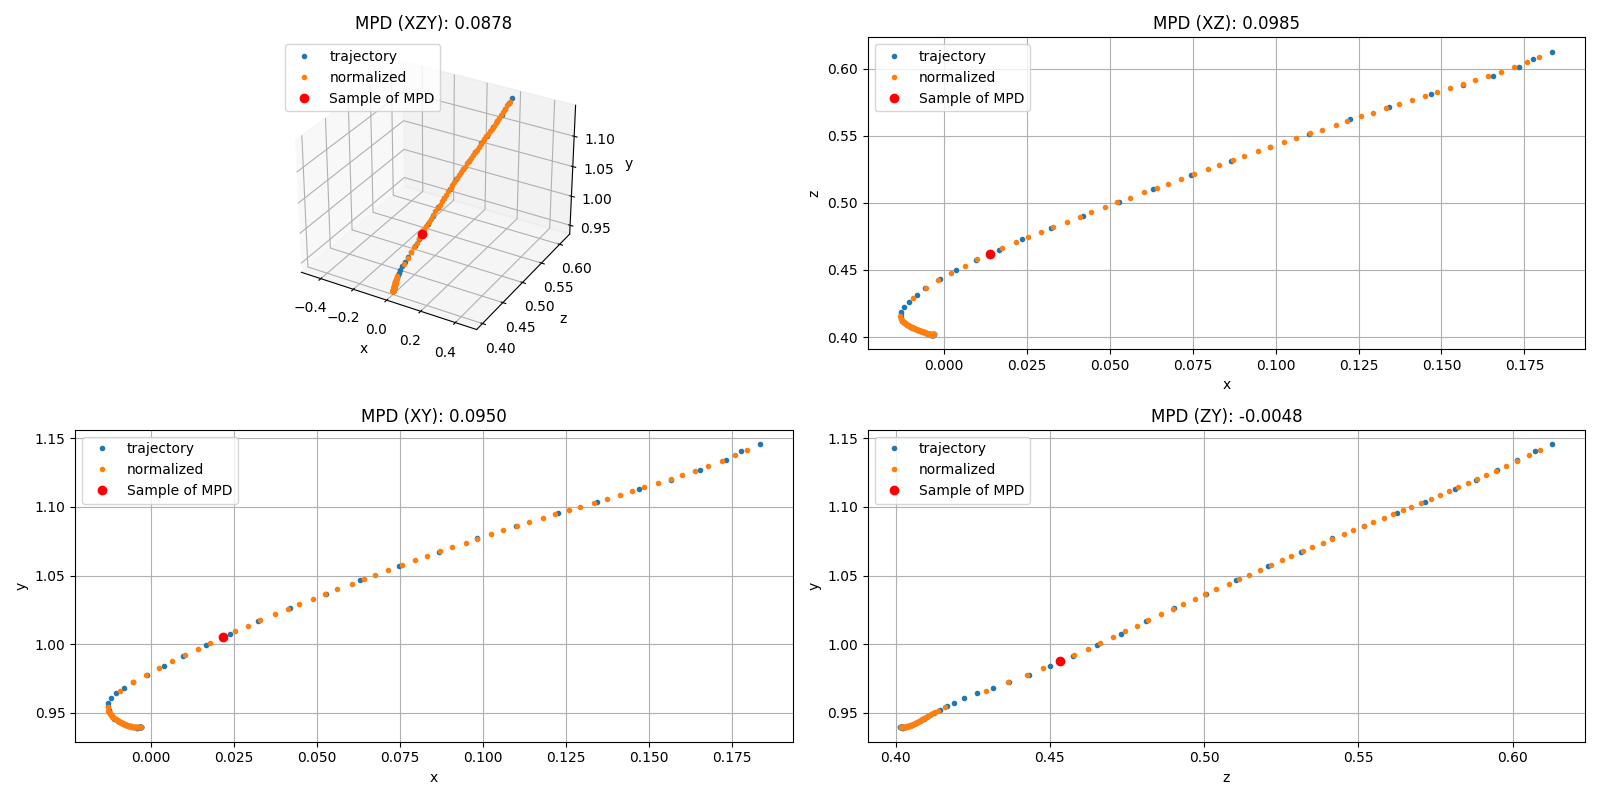 MPD (XZY): 0.0878
trajectory
normalized
Sample of MPD
1.10
1.05
1.00
0.95
y
0.60
0.55
0.50
0.45
0.40
z
−0.4
−0.2
0.0
0.2
0.4
x
MPD (XZ): 0.0985
trajectory
normalized
Sample of MPD
0.60
0.55
0.50
0.45
0.40
z
0.000 0.025 0.050 0.075 0.100 0.125 0.150 0.175
x
MPD (XY): 0.0950
trajectory
normalized
Sample of MPD
1.15
1.10
1.05
1.00
0.95
y
0.000 0.025 0.050 0.075 0.100 0.125 0.150 0.175
x
MPD (ZY): -0.0048
trajectory
normalized
Sample of MPD
1.15
1.10
1.05
1.00
0.95
y
0.40 0.45 0.50 0.55 0.60
z